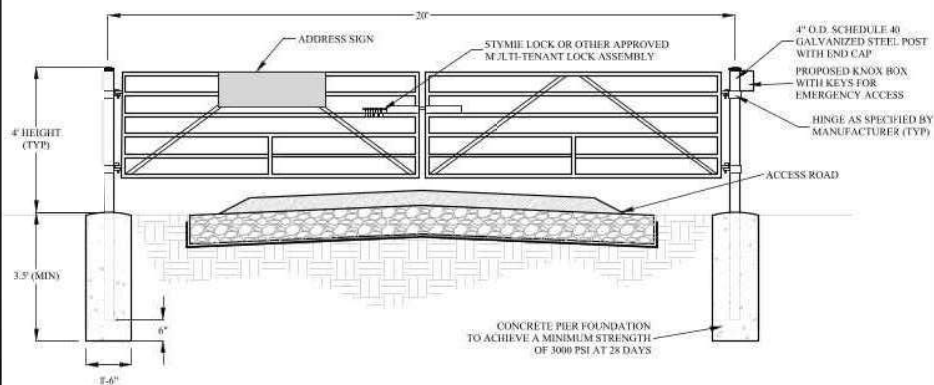 20'
ADDRESS SIGN
STYMIE LOCK OR OTHER APPROVED
MULTI-TENANT LOCK ASSEMBLY
4" O.D. SCHEDULE 40
GALVANIZED STEEL POST
WITH END CAP
PROPOSED KNOX BOX
WITH KEYS FOR
EMERGENCY ACCESS
HINGE AS SPECIFIED BY
MANUFACTURER (TYP)
4' HEIGHT
(TYP)
ACCESS ROAD
3.5' (MIN)
6"
CONCRETE PIER FOUNDATION
TO ACHIEVE A MINIMUM STRENGTH
OF 3000 PSI AT 28 DAYS
1'-6"